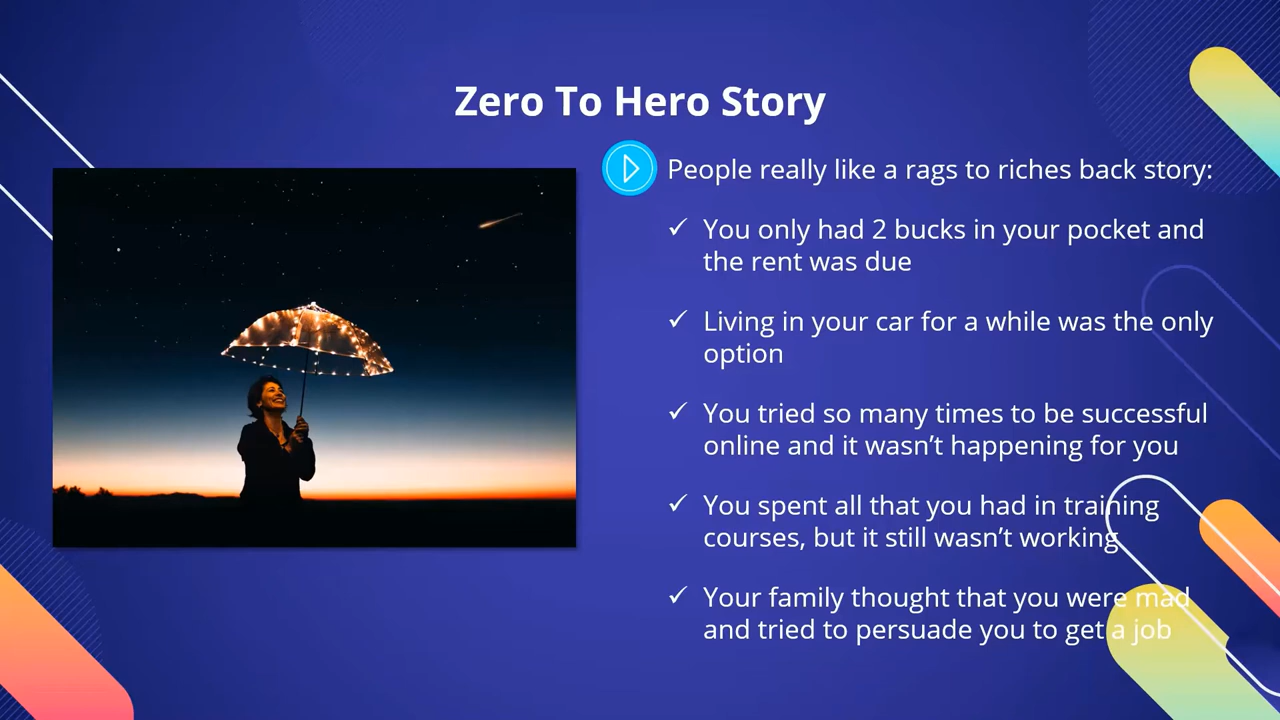 Zero To Hero Story
People really like a rags to riches back story:
✓ You only had 2 bucks in your pocket and
the rent was due
✓ Living in your car for a while was the only
option
✓ You tried so many times to be successful
online and it wasn’t happening for you
✓ You spent all that you had in training
courses, but it still wasn’t working
✓ Your family thought that you were mad
and tried to persuade you to get a job